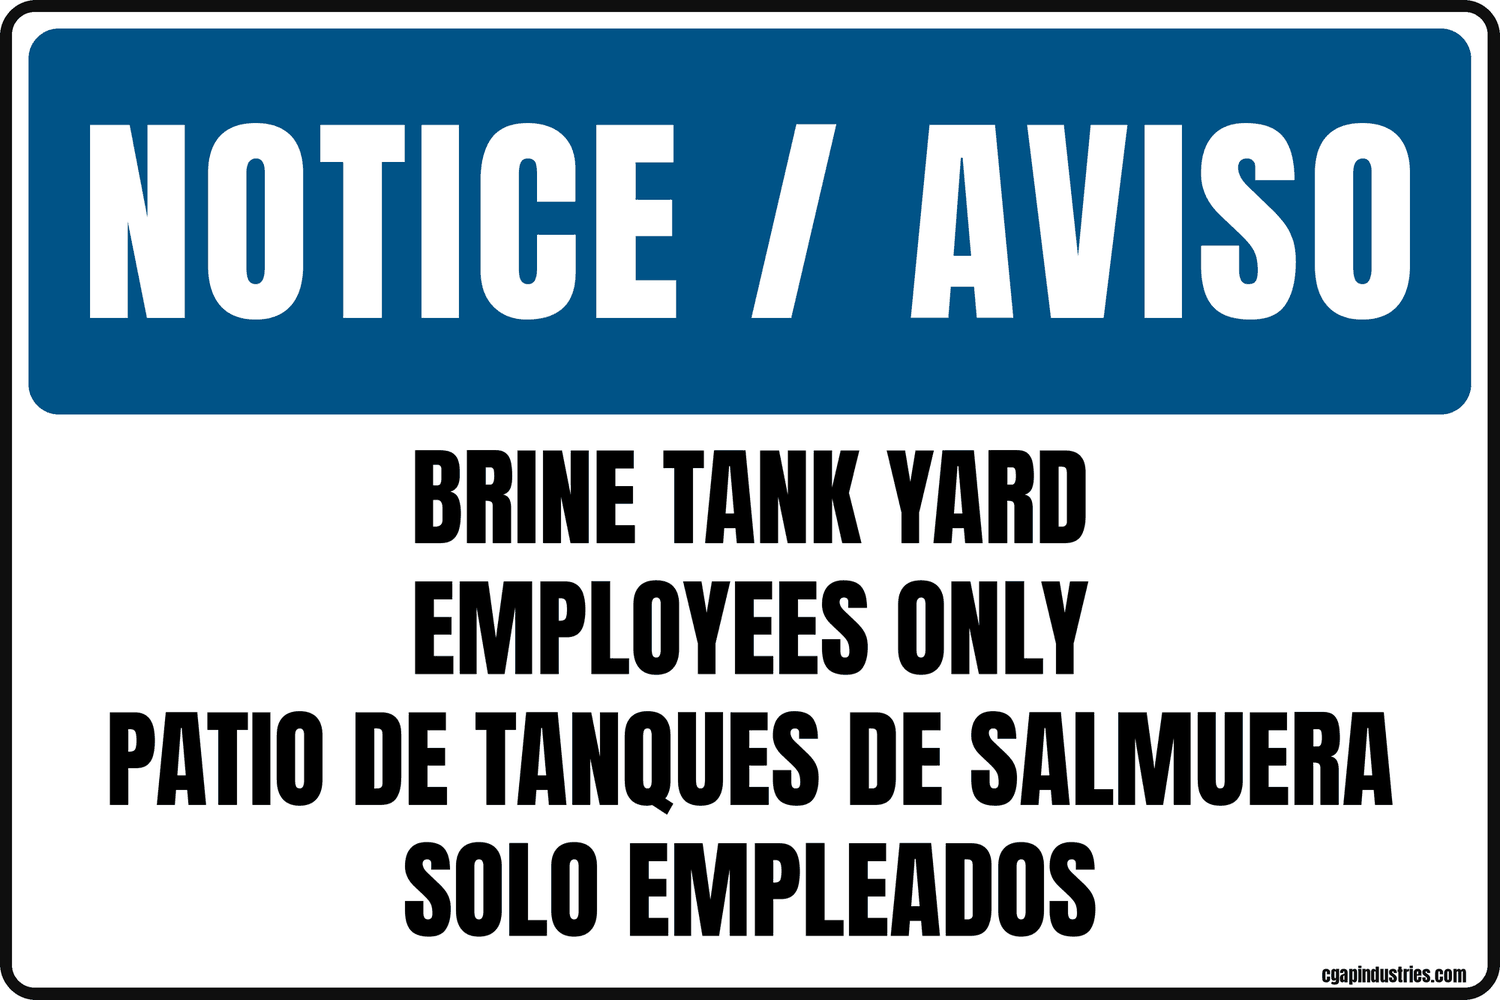 NOTICE / AVISO
BRINE TANK YARD
EMPLOYEES ONLY
PATIO DE TANQUES DE SALMUERA
SOLO EMPLEADOS
cgapindustries.com